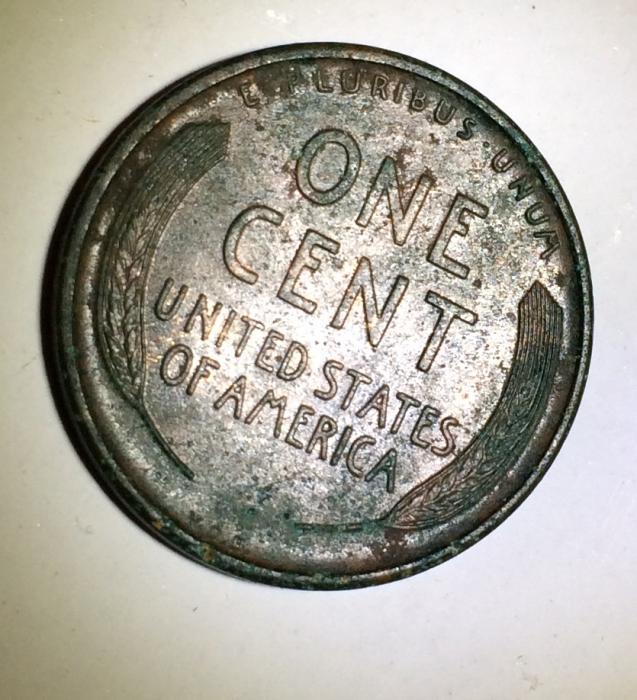 E · PLURIBUS · UNUM
ONE
CENT
UNITED STATES
OF AMERICA